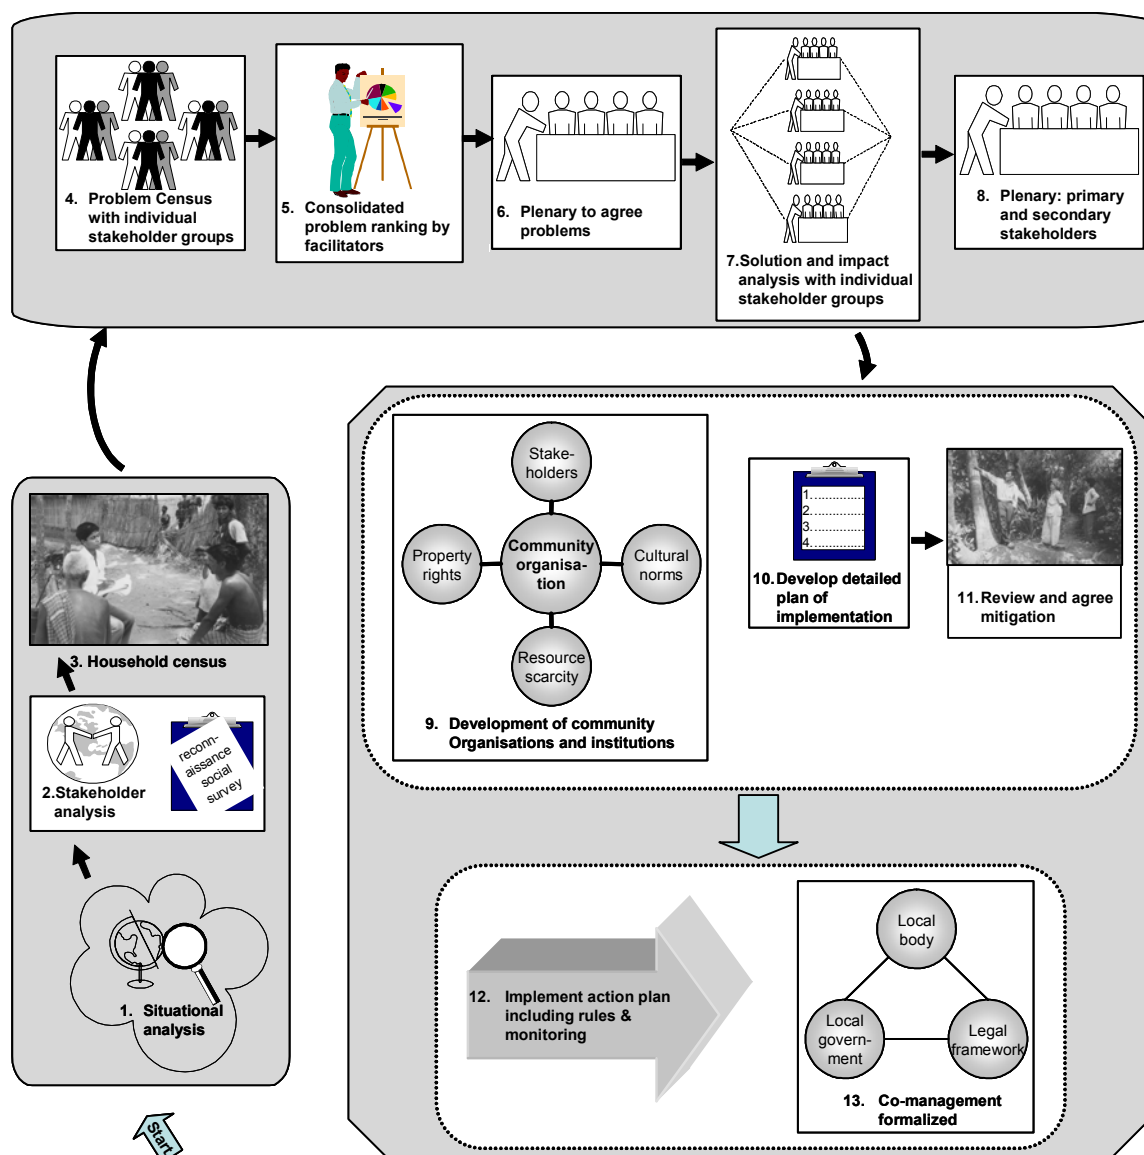 4. Problem Census
with individual
stakeholder groups
5. Consolidated
problem ranking by
facilitators
6. Plenary to agree
problems
7.Solution and impact
analysis with individual
stakeholder groups
8. Plenary: primary
and secondary
stakeholders
3. Household census
2.Stakeholder
analysis
reconn-
aissance
social
survey
1. Situational
analysis
Start
Stake-
holders
Property
rights
Community
organisa-
tion
Cultural
norms
Resource
scarcity
9. Development of community
Organisations and institutions
1..............
2..............
3..............
4..............
10. Develop detailed
plan of
implementation
11. Review and agree
mitigation
12. Implement action plan
including rules &
monitoring
Local
body
Local
govern-
ment
Legal
framework
13. Co-management
formalized